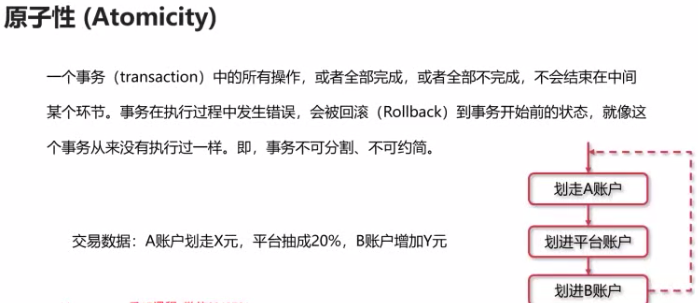 原子性 (Atomicity)
一个事务（transaction）中的所有操作，或者全部完成，或者全部不完成，不会结束在中间
某个环节。事务在执行过程中发生错误，会被回滚（Rollback）到事务开始前的状态，就像这
个事务从来没有执行过一样。即，事务不可分割、不可约简。
划走A账户
交易数据：A账户划走X元，平台抽成20%，B账户增加Y元
划进平台账户
划进B账户